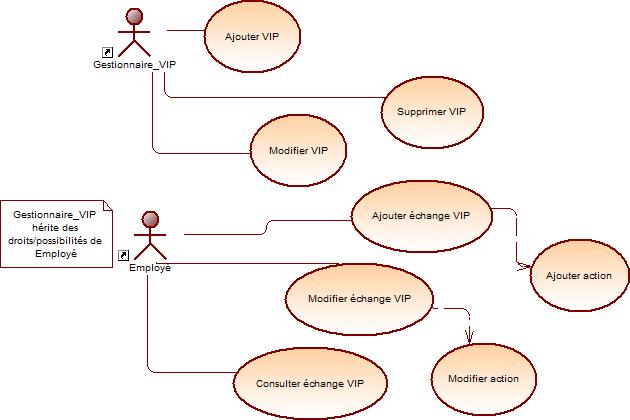 Ajouter VIP
Gestionnaire_VIP
Supprimer VIP
Modifier VIP
Gestionnaire_VIP
hérite des
droits/possibilités de
Employé
Ajouter échange VIP
Employé
Ajouter action
Modifier échange VIP
Modifier action
Consulter échange VIP